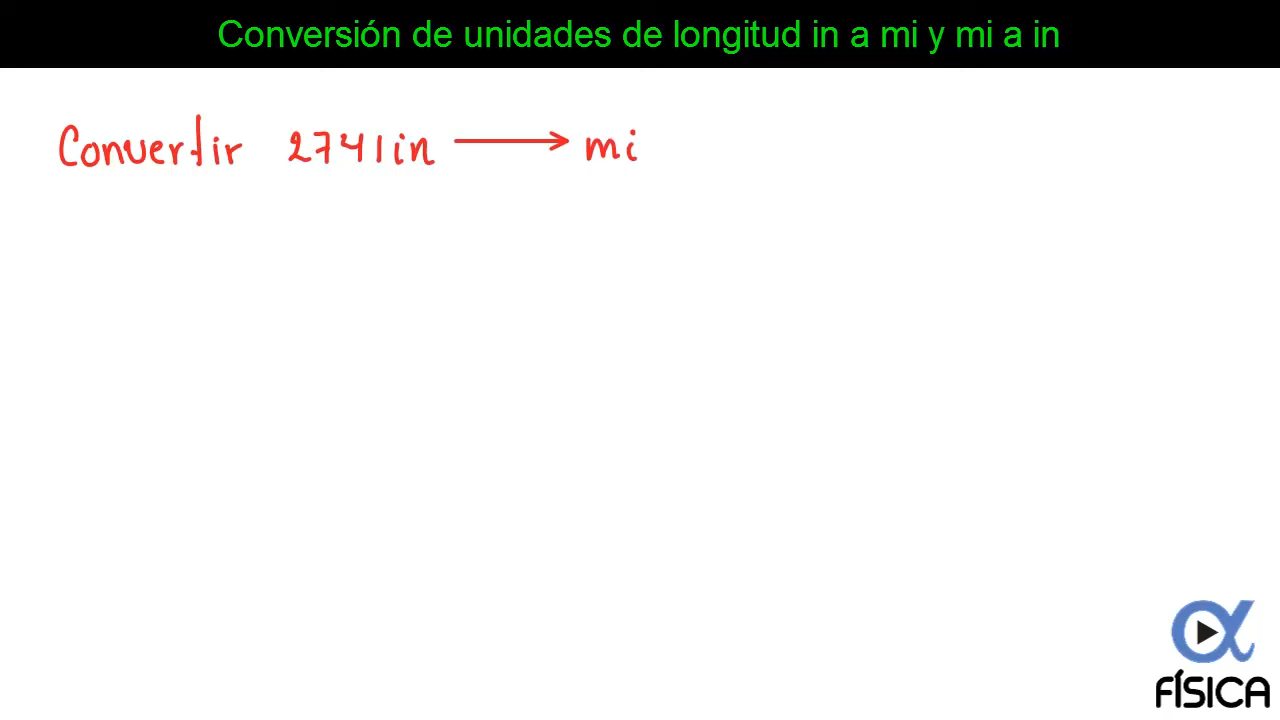 Conversión de unidades de longitud in a mi y mi a in
Convertir 2741in → mi
FÍSICA